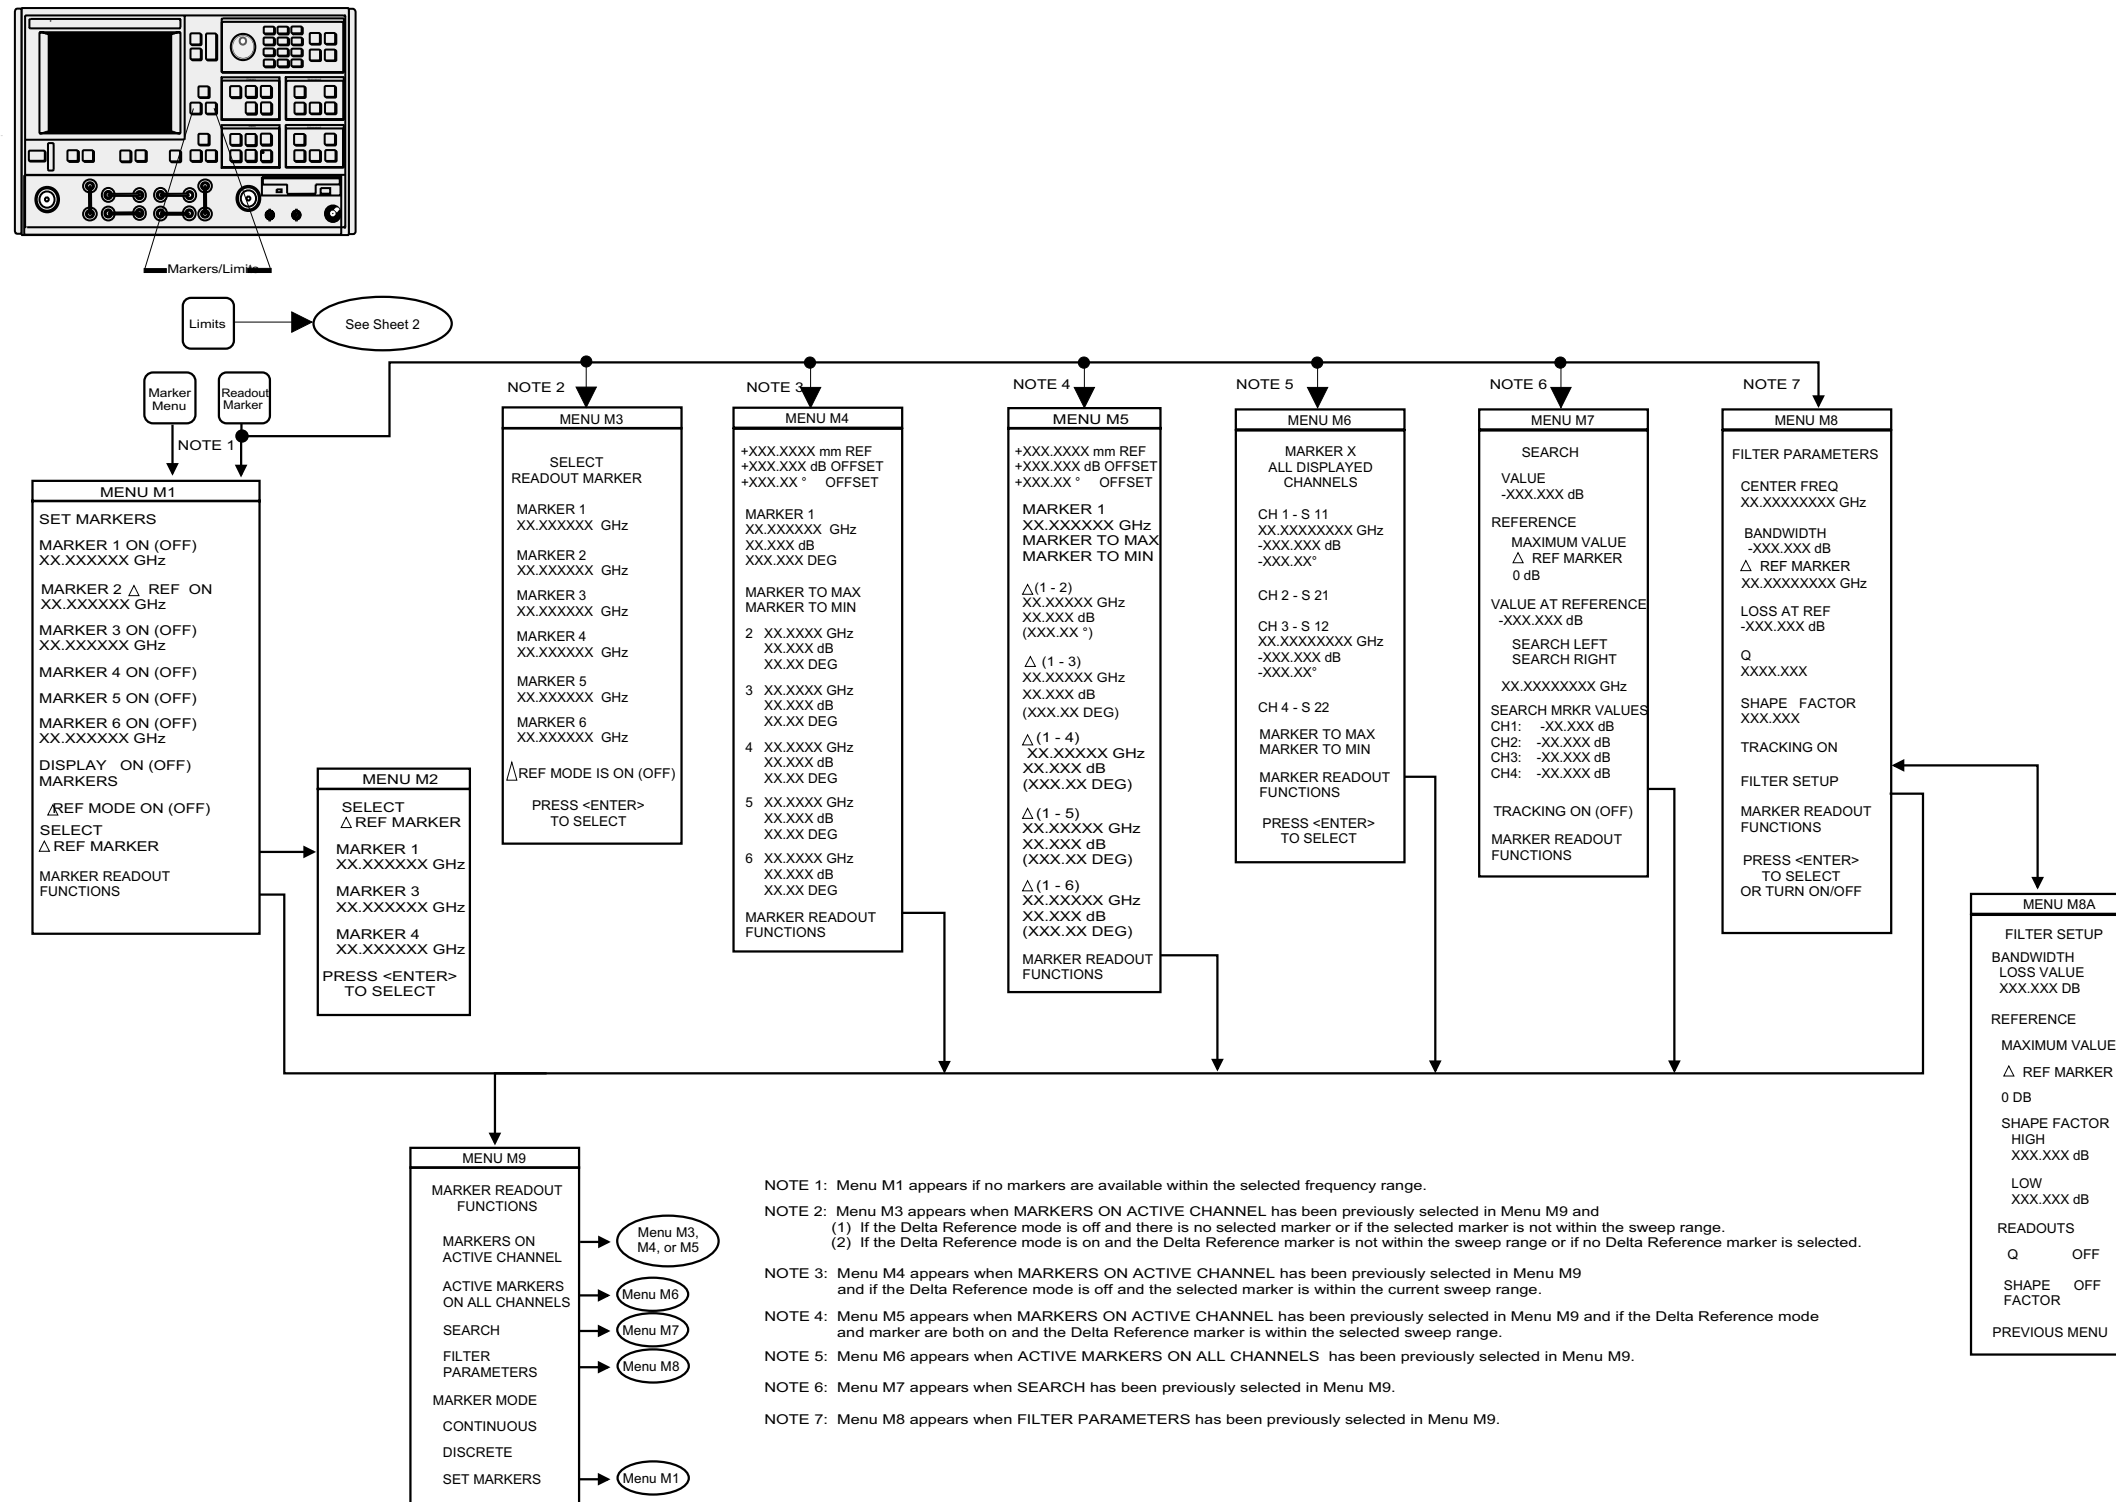 Markers/Limits
Limits
See Sheet 2
Marker
Menu
Readout
Marker
NOTE 1
NOTE 2
NOTE 3
NOTE 4
NOTE 5
NOTE 6
NOTE 7
MENU M1
SET MARKERS
MARKER 1 ON (OFF)
XX.XXXXXX GHz
MARKER 2 △ REF ON
XX.XXXXXX GHz
MARKER 3 ON (OFF)
XX.XXXXXX GHz
MARKER 4 ON (OFF)
MARKER 5 ON (OFF)
MARKER 6 ON (OFF)
XX.XXXXXX GHz
DISPLAY ON (OFF)
MARKERS
△REF MODE ON (OFF)
SELECT
△ REF MARKER
MARKER READOUT
FUNCTIONS
MENU M2
SELECT
△ REF MARKER
MARKER 1
XX.XXXXXX GHz
MARKER 3
XX.XXXXXX GHz
MARKER 4
XX.XXXXXX GHz
PRESS <ENTER>
TO SELECT
MENU M3
SELECT
READOUT MARKER
MARKER 1
XX.XXXXXX GHz
MARKER 2
XX.XXXXXX GHz
MARKER 3
XX.XXXXXX GHz
MARKER 4
XX.XXXXXX GHz
MARKER 5
XX.XXXXXX GHz
MARKER 6
XX.XXXXXX GHz
△REF MODE IS ON (OFF)
PRESS <ENTER>
TO SELECT
MENU M4
+XXX.XXXX mm REF
+XXX.XXX dB OFFSET
+XXX.XX ° OFFSET
MARKER 1
XX.XXXXXX GHz
XX.XXX dB
XXX.XXX DEG
MARKER TO MAX
MARKER TO MIN
2 XX.XXXX GHz
XX.XXX dB
XX.XX DEG
3 XX.XXXX GHz
XX.XXX dB
XX.XX DEG
4 XX.XXXX GHz
XX.XXX dB
XX.XX DEG
5 XX.XXXX GHz
XX.XXX dB
XX.XX DEG
6 XX.XXXX GHz
XX.XXX dB
XX.XX DEG
MARKER READOUT
FUNCTIONS
MENU M5
+XXX.XXXX mm REF
+XXX.XXX dB OFFSET
+XXX.XX ° OFFSET
MARKER 1
XX.XXXXXX GHz
MARKER TO MAX
MARKER TO MIN
△(1 - 2)
XX.XXXXX GHz
XX.XXX dB
(XXX.XX °)
△ (1 - 3)
XX.XXXXX GHz
XX.XXX dB
(XXX.XX DEG)
△(1 - 4)
XX.XXXXX GHz
XX.XXX dB
(XXX.XX DEG)
△(1 - 5)
XX.XXXXX GHz
XX.XXX dB
(XXX.XX DEG)
△(1 - 6)
XX.XXXXX GHz
XX.XXX dB
(XXX.XX DEG)
MARKER READOUT
FUNCTIONS
MENU M6
MARKER X
ALL DISPLAYED
CHANNELS
CH 1 - S 11
XX.XXXXXXXX GHz
-XXX.XXX dB
-XXX.XX°
CH 2 - S 21
CH 3 - S 12
XX.XXXXXXXX GHz
-XXX.XXX dB
-XXX.XX°
CH 4 - S 22
MARKER TO MAX
MARKER TO MIN
MARKER READOUT
FUNCTIONS
PRESS <ENTER>
TO SELECT
MENU M7
SEARCH
VALUE
-XXX.XXX dB
REFERENCE
MAXIMUM VALUE
△ REF MARKER
0 dB
VALUE AT REFERENCE
-XXX.XXX dB
SEARCH LEFT
SEARCH RIGHT
XX.XXXXXXXX GHz
SEARCH MRKR VALUES
CH1: -XX.XXX dB
CH2: -XX.XXX dB
CH3: -XX.XXX dB
CH4: -XX.XXX dB
TRACKING ON (OFF)
MARKER READOUT
FUNCTIONS
MENU M8
FILTER PARAMETERS
CENTER FREQ
XX.XXXXXXXX GHz
BANDWIDTH
-XXX.XXX dB
△ REF MARKER
XX.XXXXXXXX GHz
LOSS AT REF
-XXX.XXX dB
Q
XXXX.XXX
SHAPE FACTOR
XXX.XXX
TRACKING ON
FILTER SETUP
MARKER READOUT
FUNCTIONS
PRESS <ENTER>
TO SELECT
OR TURN ON/OFF
MENU M8A
FILTER SETUP
BANDWIDTH
LOSS VALUE
XXX.XXX DB
REFERENCE
MAXIMUM VALUE
△ REF MARKER
0 DB
SHAPE FACTOR
HIGH
XXX.XXX dB
LOW
XXX.XXX dB
READOUTS
Q OFF
SHAPE OFF
FACTOR
PREVIOUS MENU
MENU M9
MARKER READOUT
FUNCTIONS
MARKERS ON
ACTIVE CHANNEL
Menu M3,
M4, or M5
ACTIVE MARKERS
ON ALL CHANNELS
Menu M6
SEARCH
Menu M7
FILTER
PARAMETERS
Menu M8
MARKER MODE
CONTINUOUS
DISCRETE
SET MARKERS
Menu M1
NOTE 1: Menu M1 appears if no markers are available within the selected frequency range.
NOTE 2: Menu M3 appears when MARKERS ON ACTIVE CHANNEL has been previously selected in Menu M9 and
(1) If the Delta Reference mode is off and there is no selected marker or if the selected marker is not within the sweep range.
(2) If the Delta Reference mode is on and the Delta Reference marker is not within the sweep range or if no Delta Reference marker is selected.
NOTE 3: Menu M4 appears when MARKERS ON ACTIVE CHANNEL has been previously selected in Menu M9
and if the Delta Reference mode is off and the selected marker is within the current sweep range.
NOTE 4: Menu M5 appears when MARKERS ON ACTIVE CHANNEL has been previously selected in Menu M9 and if the Delta Reference mode
and marker are both on and the Delta Reference marker is within the selected sweep range.
NOTE 5: Menu M6 appears when ACTIVE MARKERS ON ALL CHANNELS has been previously selected in Menu M9.
NOTE 6: Menu M7 appears when SEARCH has been previously selected in Menu M9.
NOTE 7: Menu M8 appears when FILTER PARAMETERS has been previously selected in Menu M9.